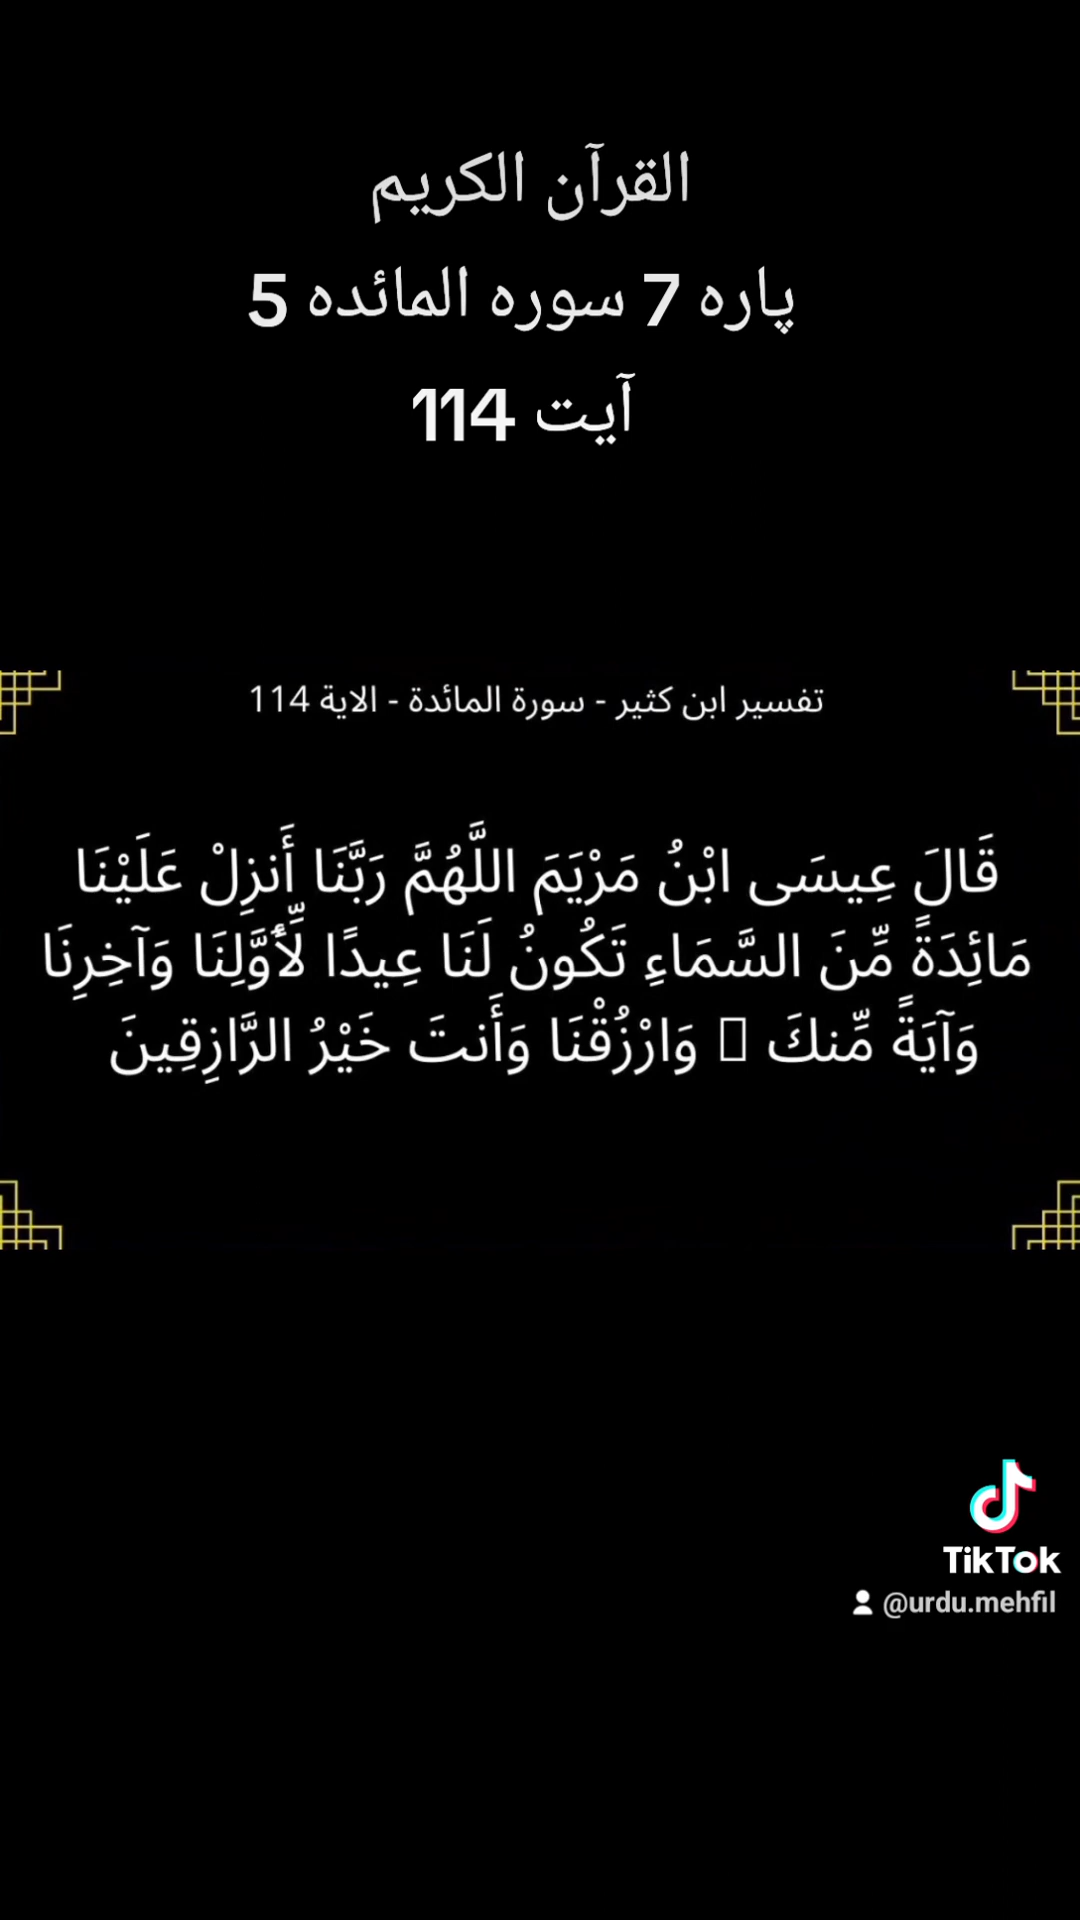 القرآن الكريم
پاره 7 سوره المائده 5
آیت 114
تفسير ابن كثير - سورة المائدة - الاية 114
قَالَ عِيسَى ابْنُ مَرْيَمَ اللَّهُمَّ رَبَّنَا أَنزِلْ عَلَيْنَا
مَائِدَةً مِّنَ السَّمَاءِ تَكُونُ لَنَا عِيدًا لِّأَوَّلِنَا وَآخِرِنَا
وَآيَةً مِّنكَ ▯ وَارْزُقْنَا وَأَنتَ خَيْرُ الرَّازِقِينَ
TikTok
@urdu.mehfil